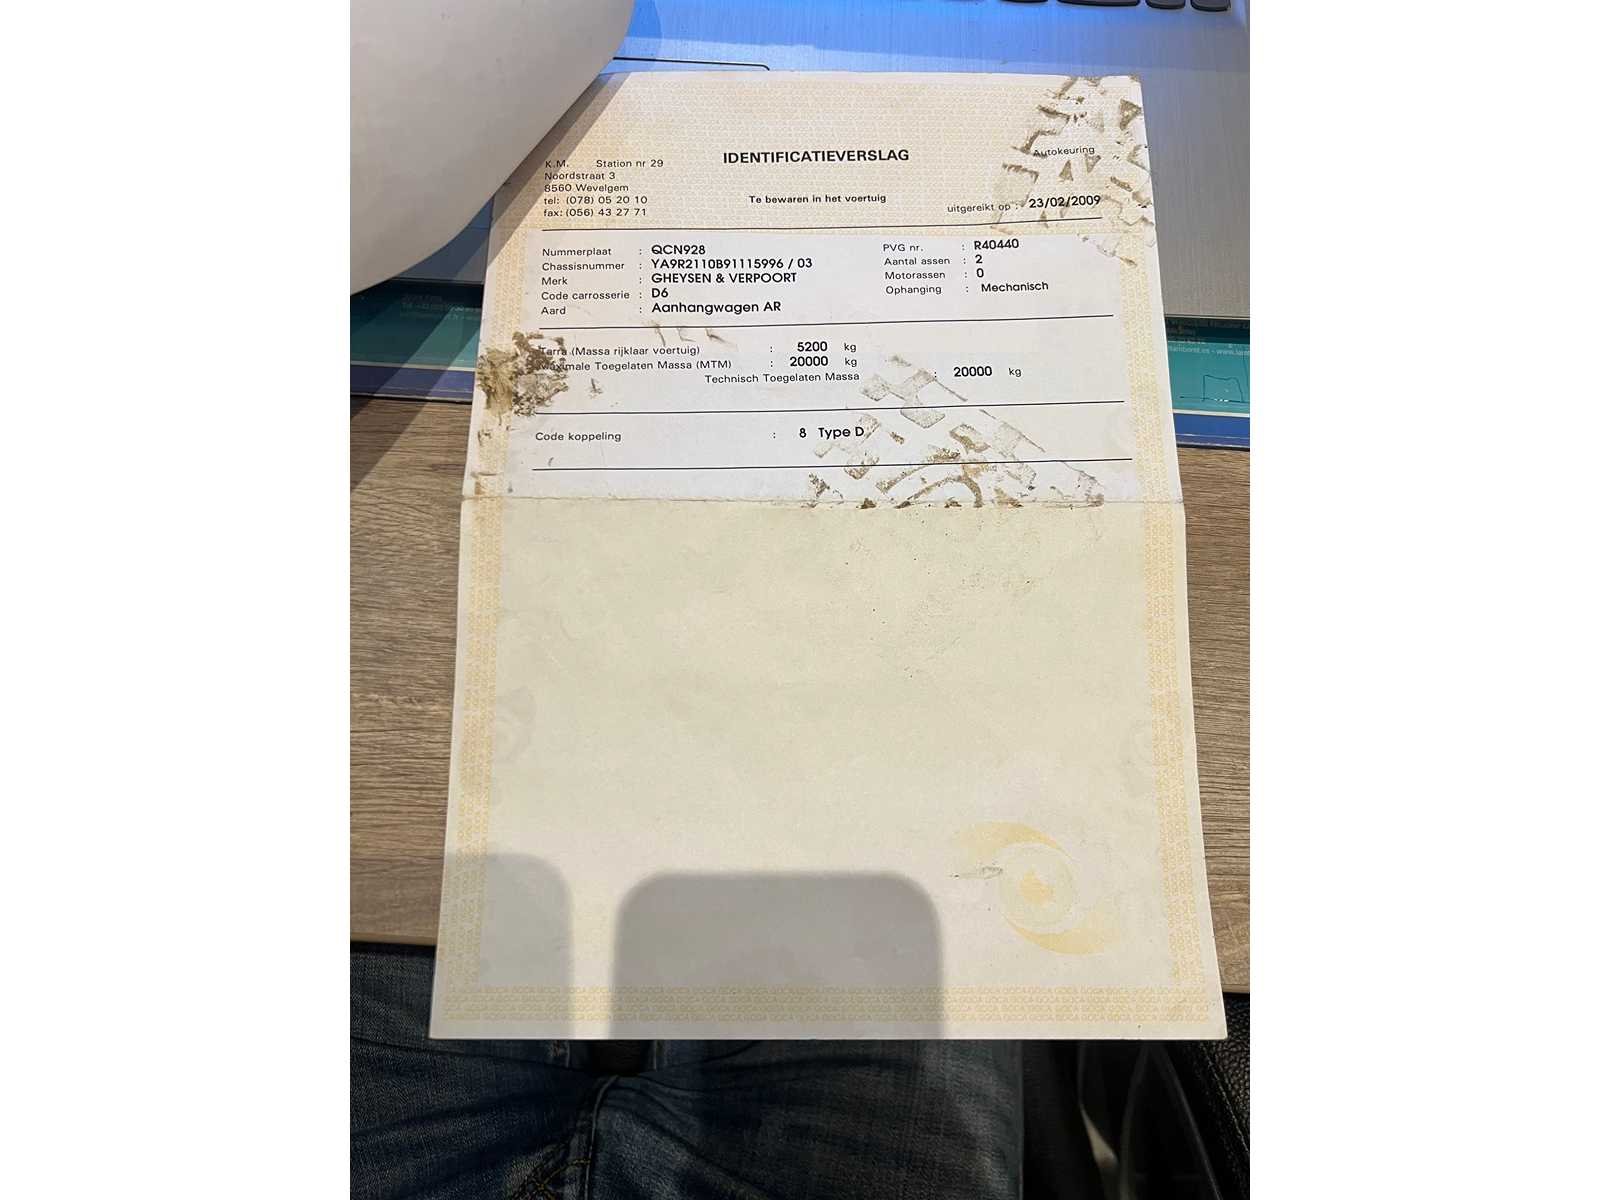 IDENTIFICATIEVERSLAG
Autokeuring
K.M. Station nr 29
Noordstraat 3
8560 Wevelgem
tel: (078) 05 20 10
fax: (056) 43 27 71
Te bewaren in het voertuig
uitgereikt op : 23/02/2009
Nummerplaat : QCN928
Chassisnummer : YA9R2110B91115996 / 03
Merk : GHEYSEN & VERPOORT
Code carrosserie : D6
Aard : Aanhangwagen AR
PVG nr. : R40440
Aantal assen : 2
Motorassen : 0
Ophanging : Mechanisch
Tarra (Massa rijklaar voertuig) : 5200 kg
Maximale Toegelaten Massa (MTM) : 20000 kg
Technisch Toegelaten Massa : 20000 kg
Code koppeling : 8 Type D